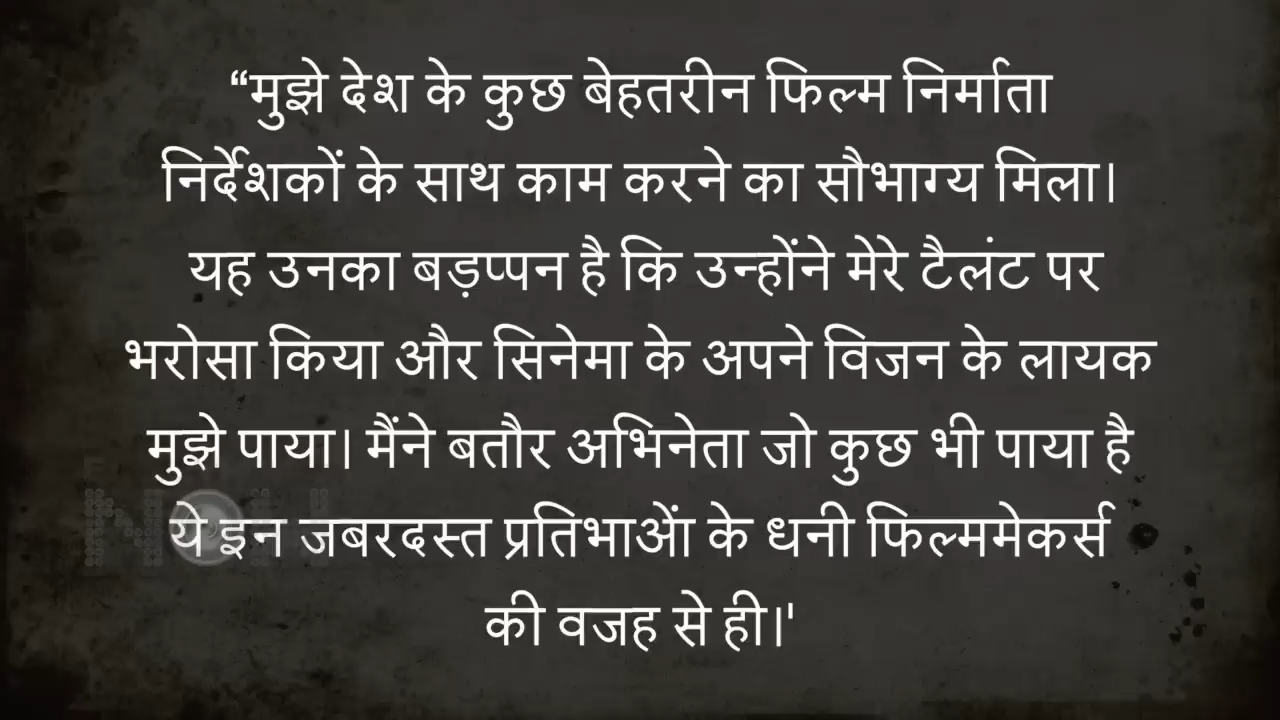 “मुझे देश के कुछ बेहतरीन फिल्म निर्माता
निर्देशकों के साथ काम करने का सौभाग्य मिला।
यह उनका बड़प्पन है कि उन्होंने मेरे टैलंट पर
भरोसा किया और सिनेमा के अपने विजन के लायक
मुझे पाया। मैंने बतौर अभिनेता जो कुछ भी पाया है
ये इन जबरदस्त प्रतिभाओं के धनी फिल्ममेकर्स
की वजह से ही।'